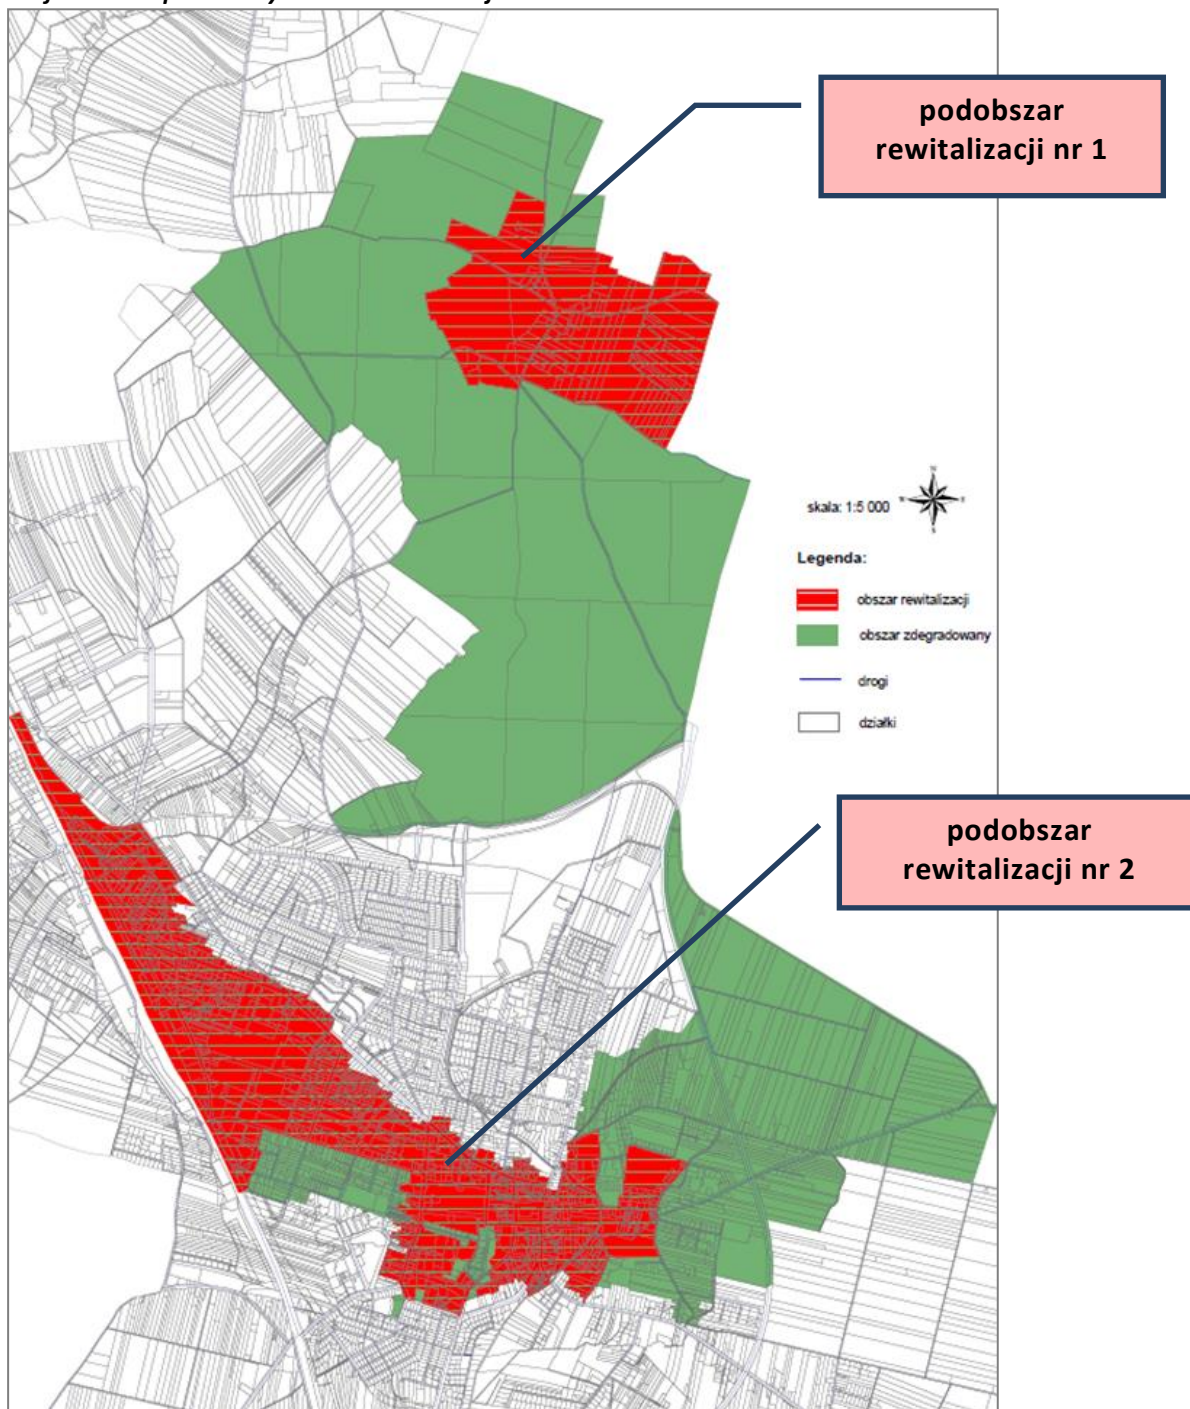 podobszar
rewitalizacji nr 1
skala: 1:5 000
Legenda:
obszar rewitalizacji
obszar zdegradowany
drogi
działki
podobszar
rewitalizacji nr 2